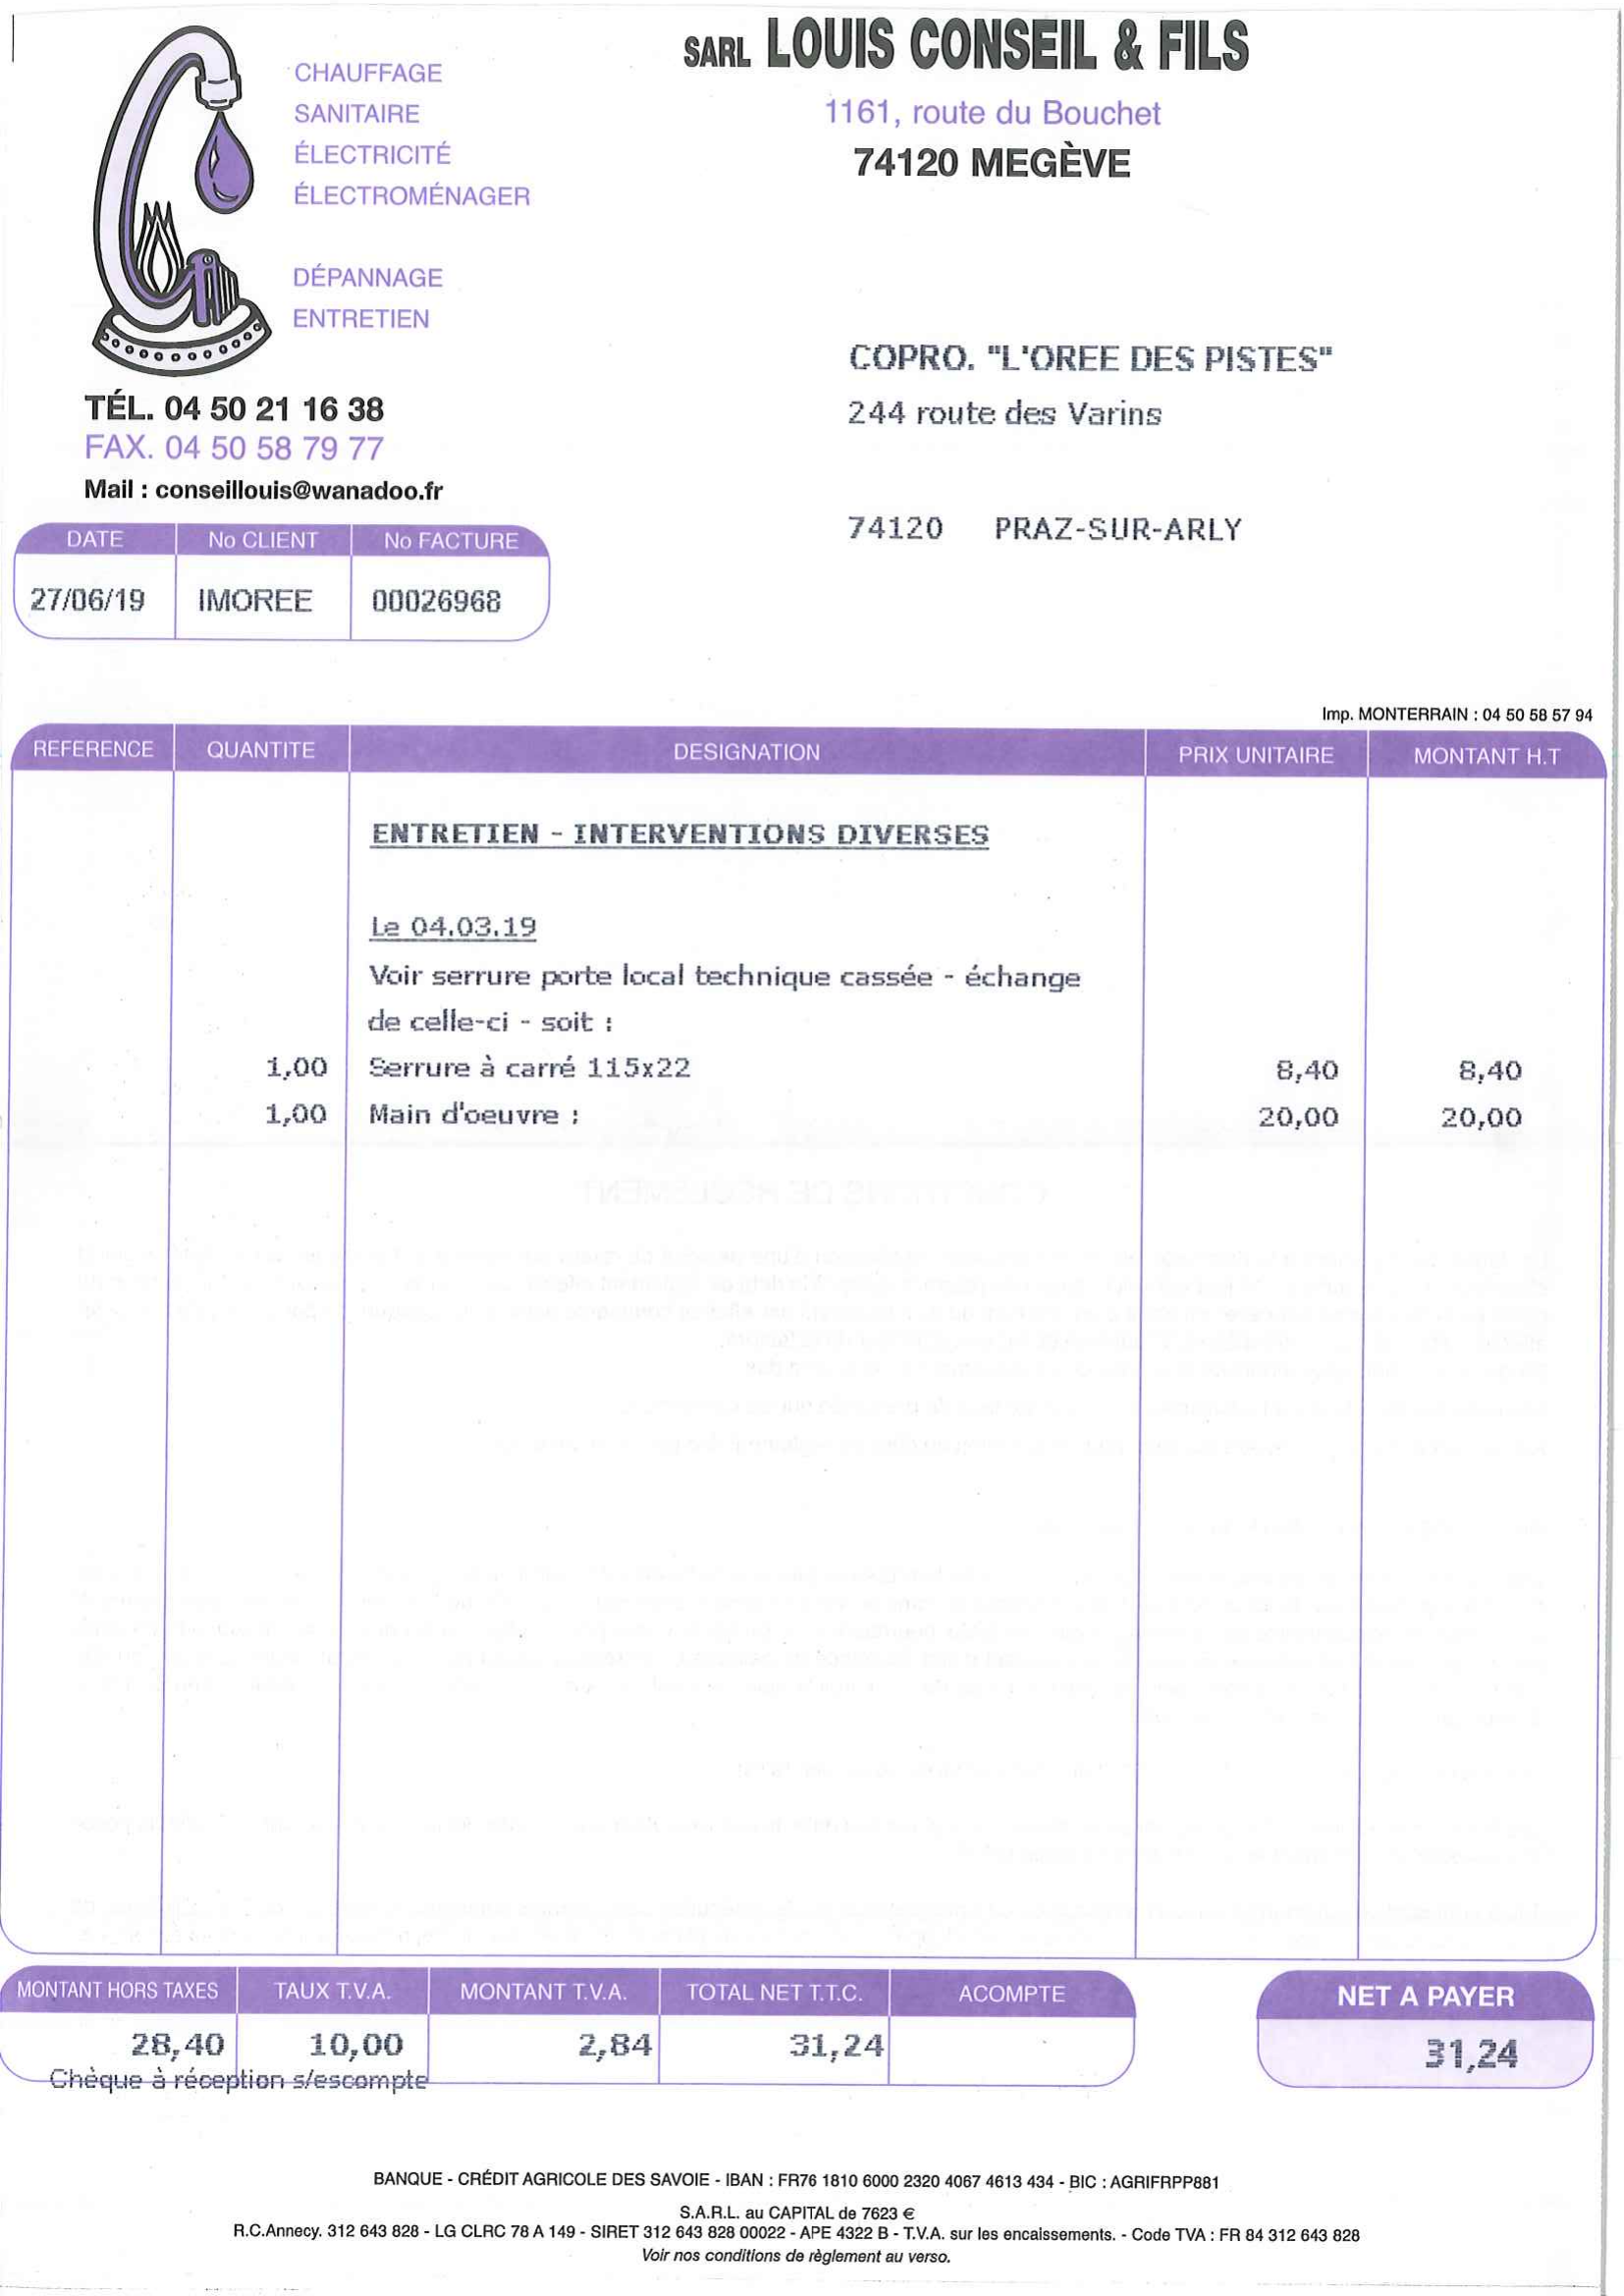 SARL LOUIS CONSEIL & FILS
1161, route du Bouchet
74120 MEGÈVE
CHAUFFAGE
SANITAIRE
ÉLECTRICITÉ
ÉLECTROMÉNAGER
DÉPANNAGE
ENTRETIEN
TÉL. 04 50 21 16 38
FAX. 04 50 58 79 77
Mail : conseillouis@wanadoo.fr
COPRO. "L'OREE DES PISTES"
244 route des Varins
74120 PRAZ-SUR-ARLY
DATE No CLIENT No FACTURE
27/06/19 IMOREE 00026968
Imp. MONTERRAIN : 04 50 58 57 94
REFERENCE QUANTITE DESIGNATION PRIX UNITAIRE MONTANT H.T
ENTRETIEN - INTERVENTIONS DIVERSES
Le 04.03.19
Voir serrure porte local technique cassée - échange
de celle-ci - soit :
1,00 Serrure à carré 115x22 8,40 8,40
1,00 Main d'oeuvre : 20,00 20,00
MONTANT HORS TAXES TAUX T.V.A. MONTANT T.V.A. TOTAL NET T.T.C. ACOMPTE NET A PAYER
28,40 10,00 2,84 31,24 31,24
Chèque à réception s/escompte
BANQUE - CRÉDIT AGRICOLE DES SAVOIE - IBAN : FR76 1810 6000 2320 4067 4613 434 - BIC : AGRIFRPP881
S.A.R.L. au CAPITAL de 7623 €
R.C.Annecy. 312 643 828 - LG CLRC 78 A 149 - SIRET 312 643 828 00022 - APE 4322 B - T.V.A. sur les encaissements. - Code TVA : FR 84 312 643 828
Voir nos conditions de règlement au verso.